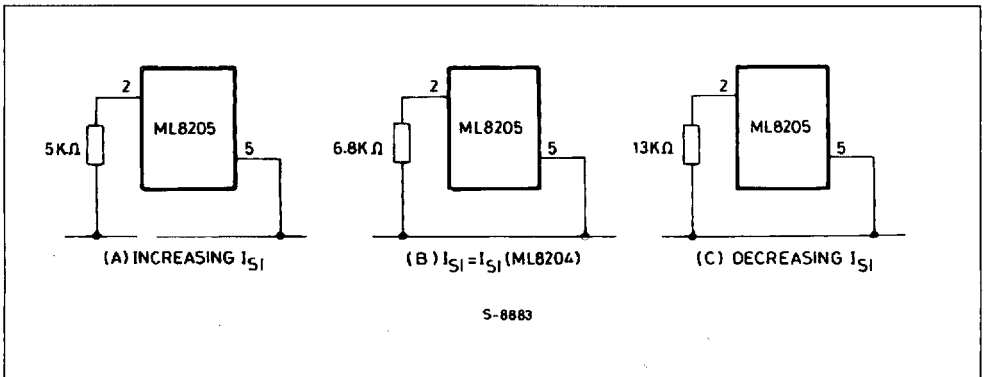 2
ML8205
5KΩ
5
(A) INCREASING ISI
2
ML8205
6.8KΩ
5
(B) ISI=ISI(ML8204)
2
ML8205
13KΩ
5
(C) DECREASING ISI
S-8883